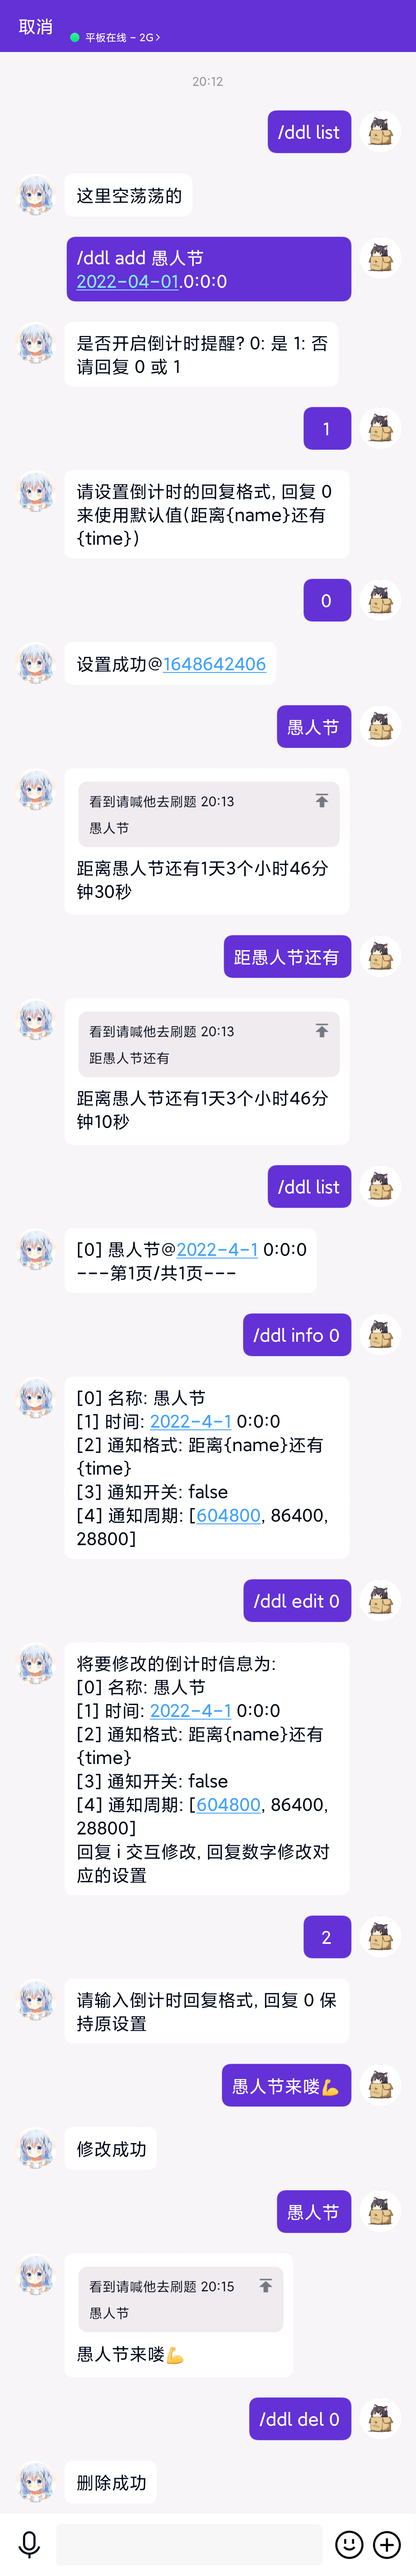 取消
平板在线 - 2G>
20:12
/ddl list
这里空荡荡的
/ddl add 愚人节
2022-04-01.0:0:0
是否开启倒计时提醒? 0: 是 1: 否
请回复 0 或 1
1
请设置倒计时的回复格式, 回复 0
来使用默认值(距离{name}还有
{time})
0
设置成功@1648642406
愚人节
看到请喊他去刷题 20:13
愚人节
距离愚人节还有1天3个小时46分
钟30秒
距愚人节还有
看到请喊他去刷题 20:13
距愚人节还有
距离愚人节还有1天3个小时46分
钟10秒
/ddl list
[0] 愚人节@2022-4-1 0:0:0
---第1页/共1页---
/ddl info 0
[0] 名称: 愚人节
[1] 时间: 2022-4-1 0:0:0
[2] 通知格式: 距离{name}还有
{time}
[3] 通知开关: false
[4] 通知周期: [604800, 86400,
28800]
/ddl edit 0
将要修改的倒计时信息为:
[0] 名称: 愚人节
[1] 时间: 2022-4-1 0:0:0
[2] 通知格式: 距离{name}还有
{time}
[3] 通知开关: false
[4] 通知周期: [604800, 86400,
28800]
回复 i 交互修改, 回复数字修改对
应的设置
2
请输入倒计时回复格式, 回复 0 保
持原设置
愚人节来喽💪
修改成功
愚人节
看到请喊他去刷题 20:15
愚人节
愚人节来喽💪
/ddl del 0
删除成功